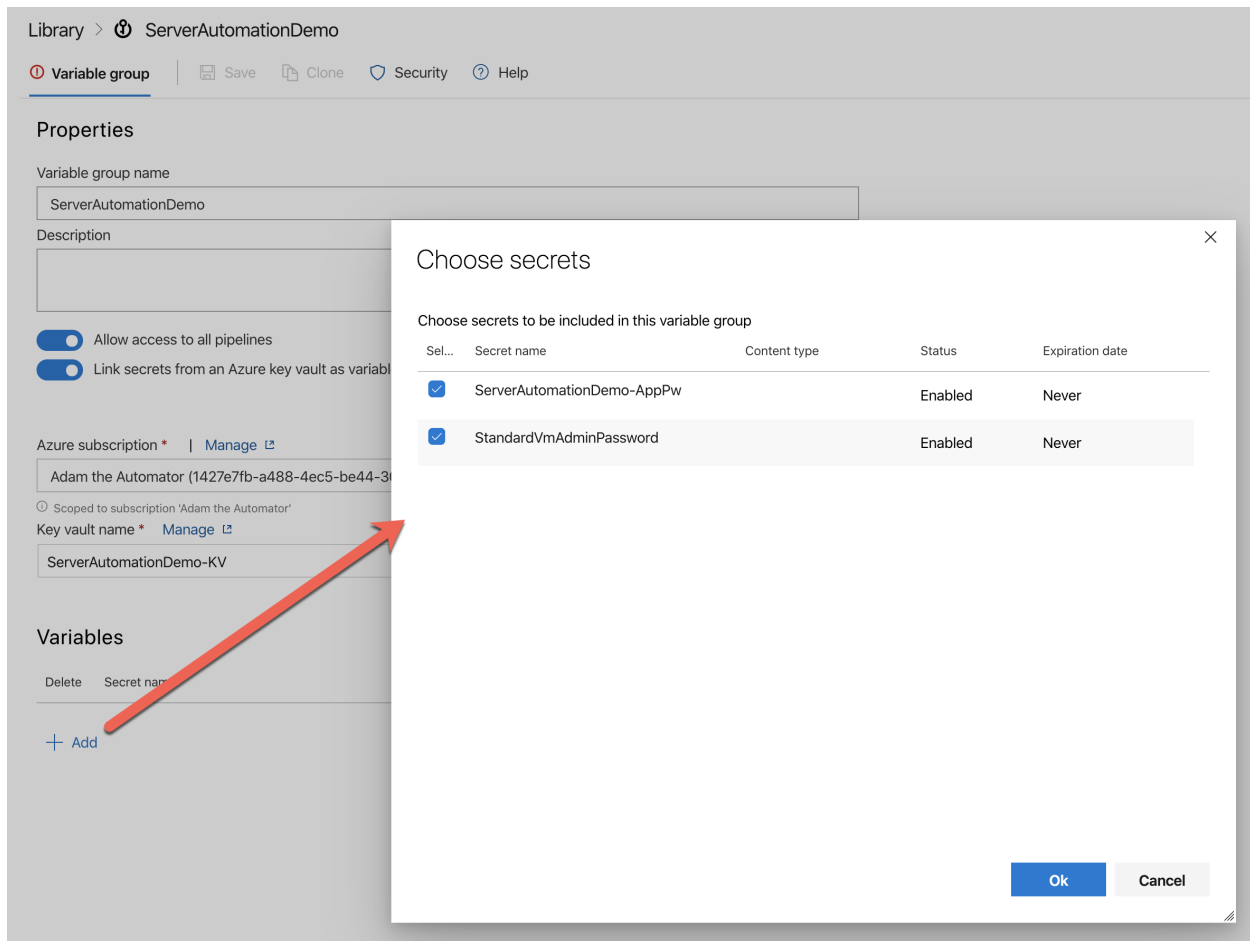 Library > ServerAutomationDemo
Variable group Save Clone Security Help
Properties
Variable group name
ServerAutomationDemo
Description
Allow access to all pipelines
Link secrets from an Azure key vault as variabl
Azure subscription * | Manage
Adam the Automator (1427e7fb-a488-4ec5-be44-30
Scoped to subscription 'Adam the Automator'
Key vault name * Manage
ServerAutomationDemo-KV
Variables
Delete Secret nam
+ Add
Choose secrets
Choose secrets to be included in this variable group
Sel... Secret name Content type Status Expiration date
ServerAutomationDemo-AppPw Enabled Never
StandardVmAdminPassword Enabled Never
Ok Cancel